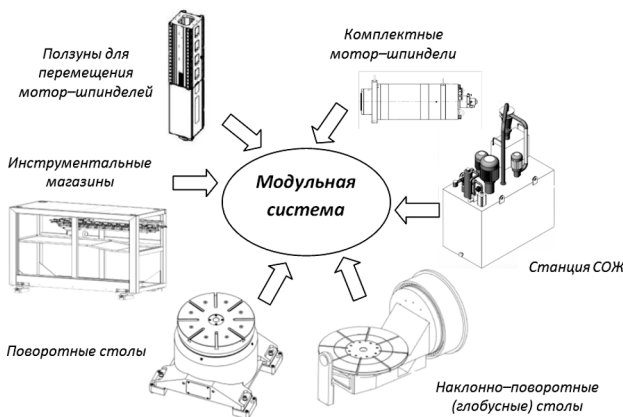 Ползуны для
перемещения
мотор–шпинделей
Комплектные
мотор–шпиндели
Инструментальные
магазины
Модульная
система
Станция СОЖ
Поворотные столы
Наклонно–поворотные
(глобусные) столы